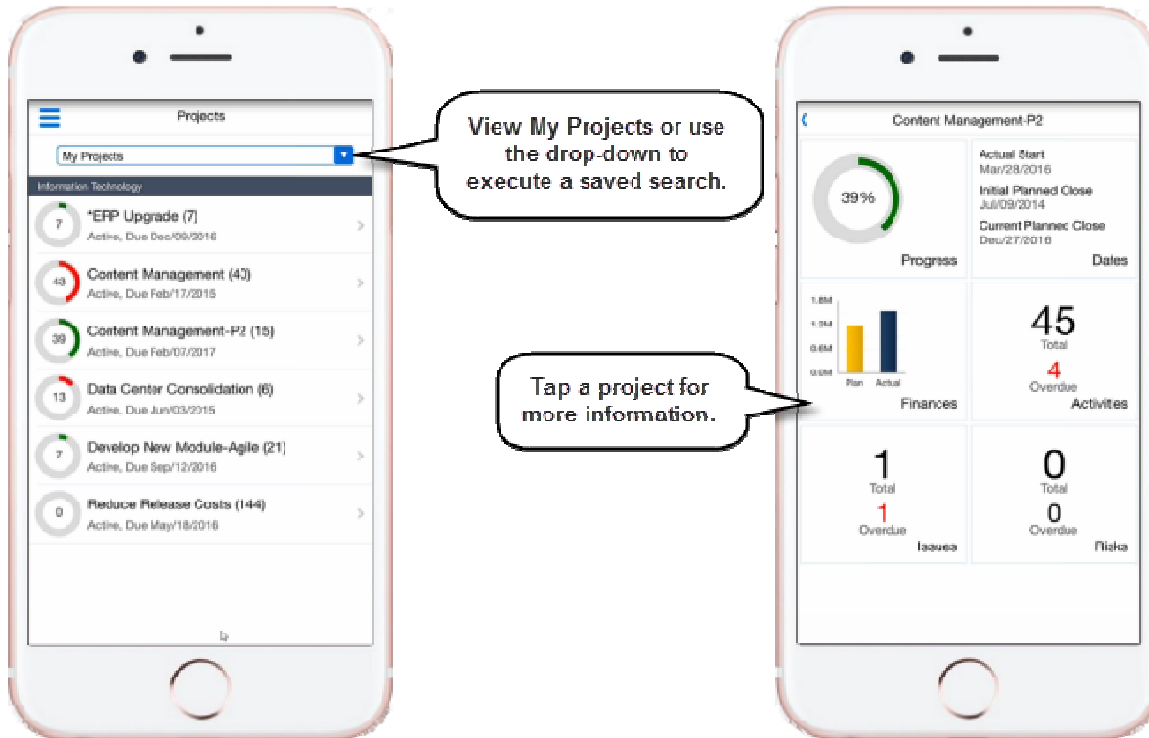 Projects
My Projects
Information Technology
7
*ERP Upgrade (7)
Active, Due Dec/09/2016
43
Content Management (43)
Active, Due Feb/17/2015
39
Content Management-P2 (15)
Active, Due Feb/07/2017
13
Data Center Consolidation (6)
Active, Due Jun/03/2015
7
Develop New Module-Agile (21)
Active, Due Sep/12/2016
0
Reduce Release Costs (144)
Active, Due May/18/2016
View My Projects or use
the drop-down to
execute a saved search.
Tap a project for
more information.
Content Management-P2
39%
Progress
Actual Start
Mar/28/2016
Initial Planned Close
Jul/09/2014
Current Planned Close
Dec/27/2016
Dates
1.8M
1.2M
0.6M
0.0M
Plan Actual
Finances
45
Total
4
Overdue
Activities
1
Total
1
Overdue
Issues
0
Total
0
Overdue
Risks